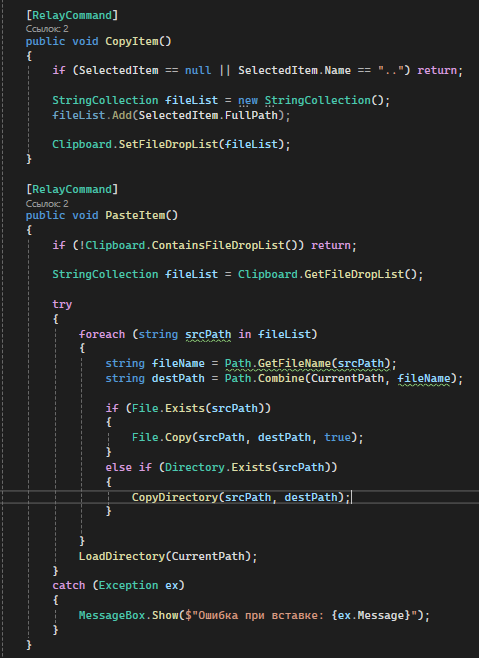 [RelayCommand]
Ссылок: 2
public void CopyItem()
{
if (SelectedItem == null || SelectedItem.Name == "..") return;
StringCollection fileList = new StringCollection();
fileList.Add(SelectedItem.FullPath);
Clipboard.SetFileDropList(fileList);
}
[RelayCommand]
Ссылок: 2
public void PasteItem()
{
if (!Clipboard.ContainsFileDropList()) return;
StringCollection fileList = Clipboard.GetFileDropList();
try
{
foreach (string srcPath in fileList)
{
string fileName = Path.GetFileName(srcPath);
string destPath = Path.Combine(CurrentPath, fileName);
if (File.Exists(srcPath))
{
File.Copy(srcPath, destPath, true);
}
else if (Directory.Exists(srcPath))
{
CopyDirectory(srcPath, destPath);
}
}
LoadDirectory(CurrentPath);
}
catch (Exception ex)
{
MessageBox.Show($"Ошибка при вставке: {ex.Message}");
}
}